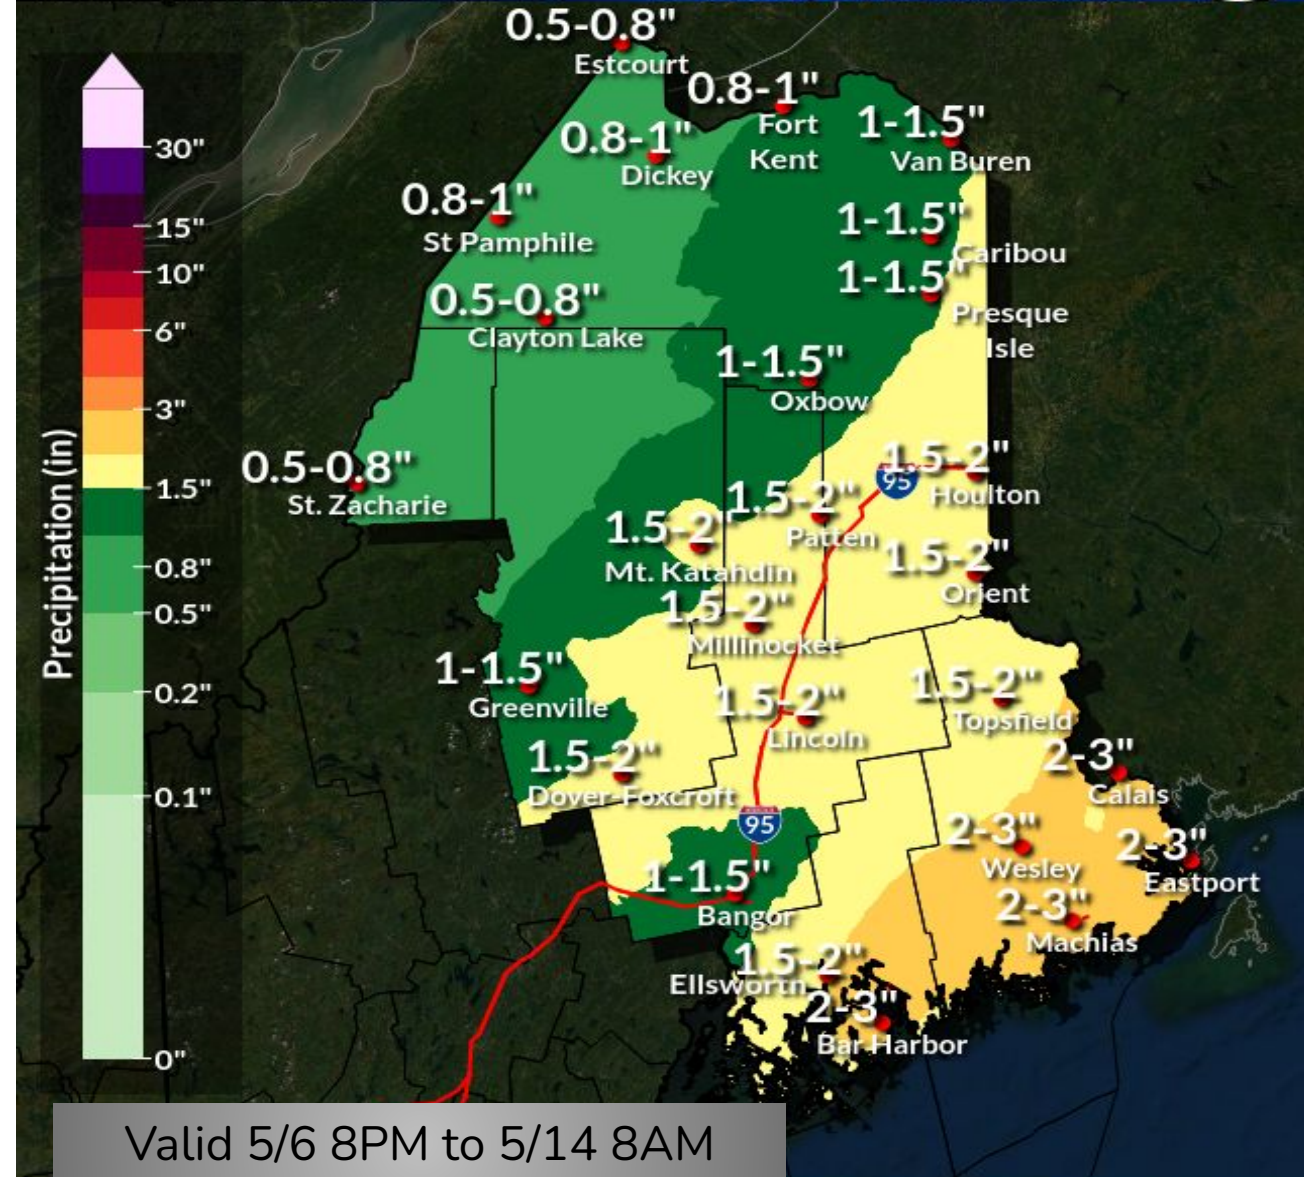 0.5-0.8"
Estcourt
0.8-1"
Fort
Kent
1-1.5"
Van Buren
0.8-1"
Dickey
0.8-1"
St Pamphile
1-1.5"
Caribou
1-1.5"
Presque
Isle
0.5-0.8"
Clayton Lake
1-1.5"
Oxbow
0.5-0.8"
St. Zacharie
1.5-2"
Houlton
95
1.5-2"
Patten
1.5-2"
Mt. Katahdin
1.5-2"
Orient
1.5-2"
Millinocket
1-1.5"
Greenville
1.5-2"
Lincoln
1.5-2"
Topsfield
1.5-2"
Dover-Foxcroft
2-3"
Calais
95
2-3"
Wesley
2-3"
Eastport
1-1.5"
Bangor
2-3"
Machias
1.5-2"
Ellsworth
2-3"
Bar Harbor
Precipitation (in)
30"
15"
10"
6"
3"
1.5"
0.8"
0.5"
0.2"
0.1"
0"
Valid 5/6 8PM to 5/14 8AM